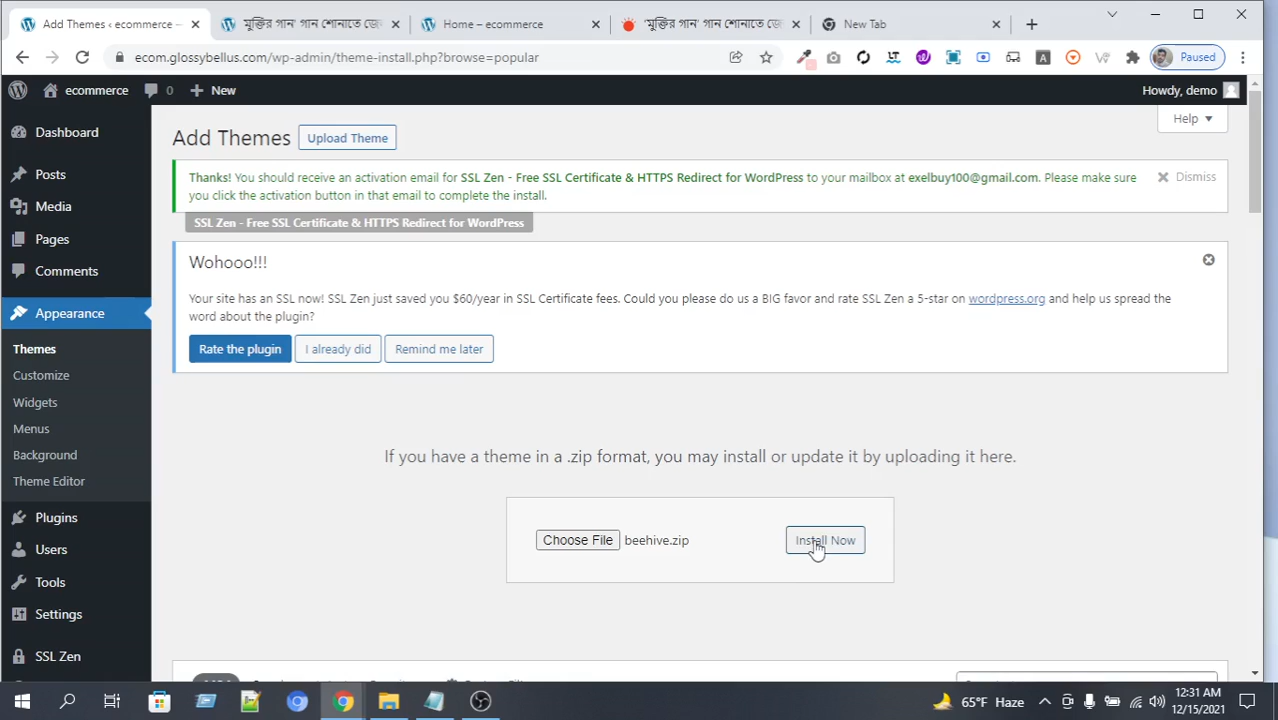 Add Themes ‹ ecommerce –
'মুক্তির গান' গান শোনাতে জে
Home – ecommerce
'মুক্তির গান' গান শোনাতে জে
New Tab
ecom.glossybellus.com/wp-admin/theme-install.php?browse=popular
Paused
ecommerce
0
New
Howdy, demo
Dashboard
Posts
Media
Pages
Comments
Appearance
Themes
Customize
Widgets
Menus
Background
Theme Editor
Plugins
Users
Tools
Settings
SSL Zen
Help
Add Themes
Upload Theme
Thanks! You should receive an activation email for SSL Zen - Free SSL Certificate & HTTPS Redirect for WordPress to your mailbox at exelbuy100@gmail.com. Please make sure
you click the activation button in that email to complete the install.
Dismiss
SSL Zen - Free SSL Certificate & HTTPS Redirect for WordPress
Wohooo!!!
Your site has an SSL now! SSL Zen just saved you $60/year in SSL Certificate fees. Could you please do us a BIG favor and rate SSL Zen a 5-star on wordpress.org and help us spread the
word about the plugin?
Rate the plugin
I already did
Remind me later
If you have a theme in a .zip format, you may install or update it by uploading it here.
Choose File
beehive.zip
Install Now
65°F Haze
12:31 AM
12/15/2021